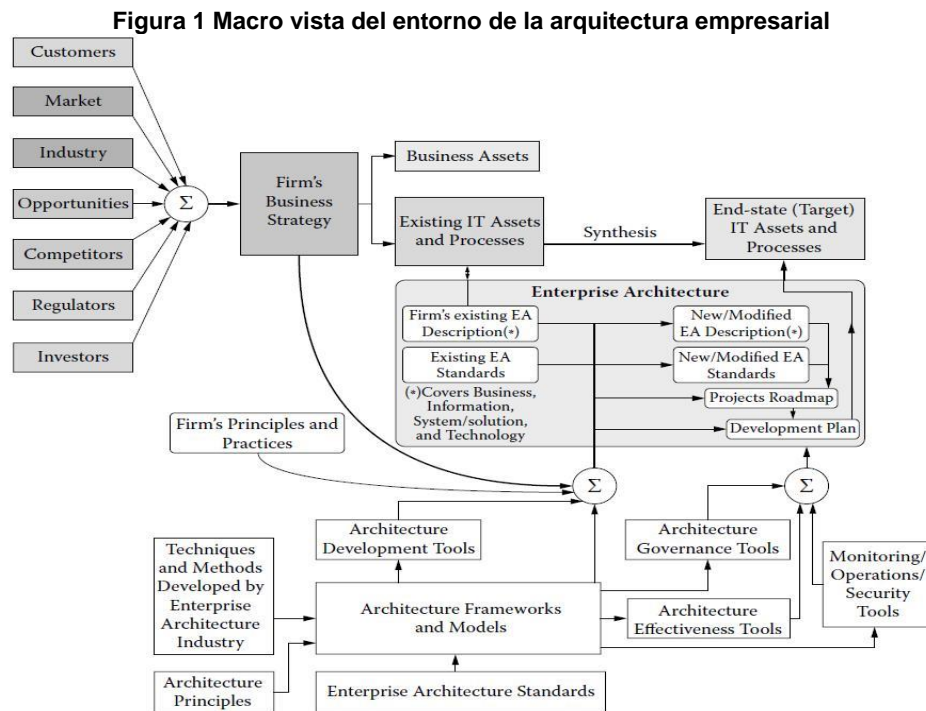 Figura 1 Macro vista del entorno de la arquitectura empresarial
Customers
Market
Industry
Opportunities
Competitors
Regulators
Investors
Σ
Firm's
Business
Strategy
Business Assets
Existing IT Assets
and Processes
Synthesis
End-state (Target)
IT Assets and
Processes
Enterprise Architecture
Firm's existing EA
Description(*)
New/Modified
EA Description(*)
Existing EA
Standards
New/Modified EA
Standards
(*)Covers Business,
Information,
System/solution,
and Technology
Projects Roadmap
Development Plan
Firm's Principles and
Practices
Σ
Σ
Architecture
Development Tools
Architecture
Governance Tools
Techniques
and Methods
Developed by
Enterprise
Architecture
Industry
Architecture Frameworks
and Models
Architecture
Effectiveness Tools
Monitoring/
Operations/
Security
Tools
Architecture
Principles
Enterprise Architecture Standards